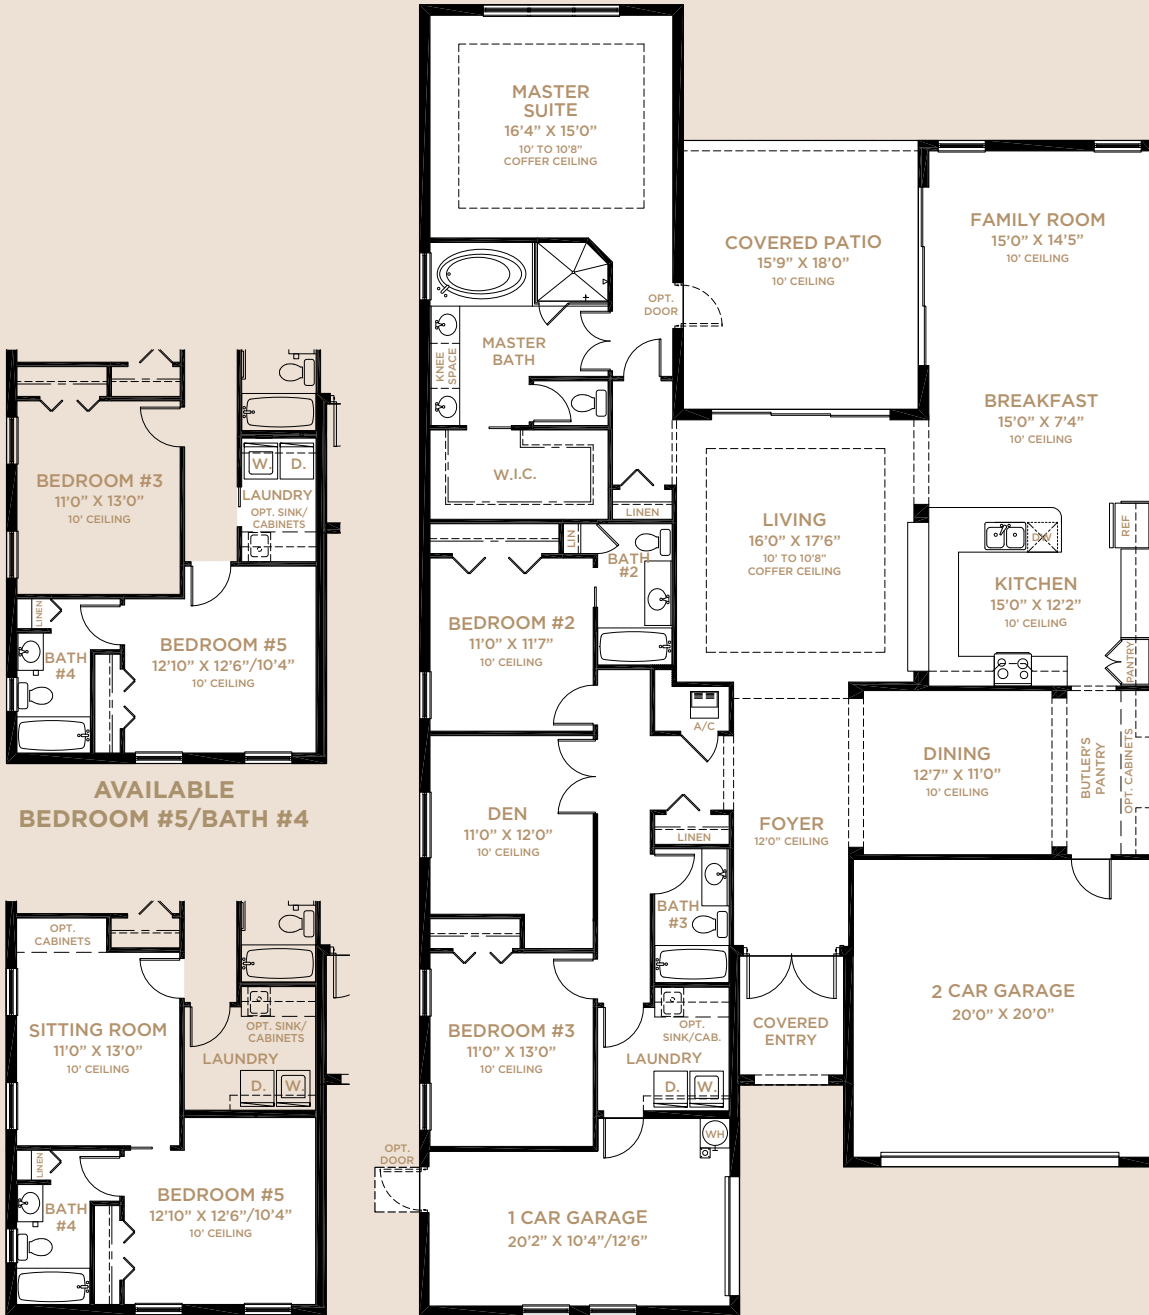 MASTER
SUITE
16’4” X 15’0”
10’ TO 10’8”
COFFER CEILING
COVERED PATIO
15’9” X 18’0”
10’ CEILING
FAMILY ROOM
15’0” X 14’5”
10’ CEILING
OPT.
DOOR
MASTER
BATH
KNEE
SPACE
BREAKFAST
15’0” X 7’4”
10’ CEILING
W.I.C.
LINEN
LIVING
16’0” X 17’6”
10’ TO 10’8”
COFFER CEILING
REF
D/W
KITCHEN
15’0” X 12’2”
10’ CEILING
PANTRY
LIN
BATH
#2
BEDROOM #2
11’0” X 11’7”
10’ CEILING
A/C
DINING
12’7” X 11’0”
10’ CEILING
BUTLER’S
PANTRY
OPT. CABINETS
DEN
11’0” X 12’0”
10’ CEILING
LINEN
FOYER
12’0” CEILING
BATH
#3
2 CAR GARAGE
20’0” X 20’0”
BEDROOM #3
11’0” X 13’0”
10’ CEILING
OPT.
SINK/CAB.
LAUNDRY
D.
W.
COVERED
ENTRY
WH
OPT.
DOOR
1 CAR GARAGE
20’2” X 10’4”/12’6”
BEDROOM #3
11’0” X 13’0”
10’ CEILING
W.
D.
LAUNDRY
OPT. SINK/
CABINETS
LINEN
BATH
#4
BEDROOM #5
12’10” X 12’6”/10’4”
10’ CEILING
AVAILABLE
BEDROOM #5/BATH #4
OPT.
CABINETS
SITTING ROOM
11’0” X 13’0”
10’ CEILING
OPT. SINK/
CABINETS
LAUNDRY
D.
W.
LINEN
BATH
#4
BEDROOM #5
12’10” X 12’6”/10’4”
10’ CEILING